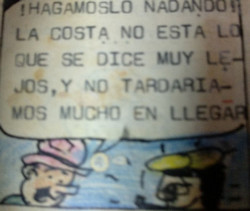 !HAGAMOSLO NADANDO!
LA COSTA NO ESTA LO
QUE SE DICE MUY LE-
JOS,Y NO TARDARIA-
MOS MUCHO EN LLEGAR